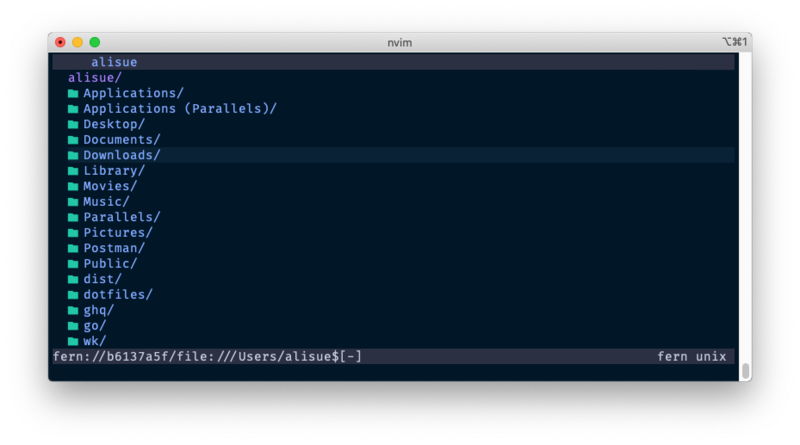 nvim
⌥⌘1
alisue
alisue/
Applications/
Applications (Parallels)/
Desktop/
Documents/
Downloads/
Library/
Movies/
Music/
Parallels/
Pictures/
Postman/
Public/
dist/
dotfiles/
ghq/
go/
wk/
fern://b6137a5f/file:///Users/alisue$[-] fern unix